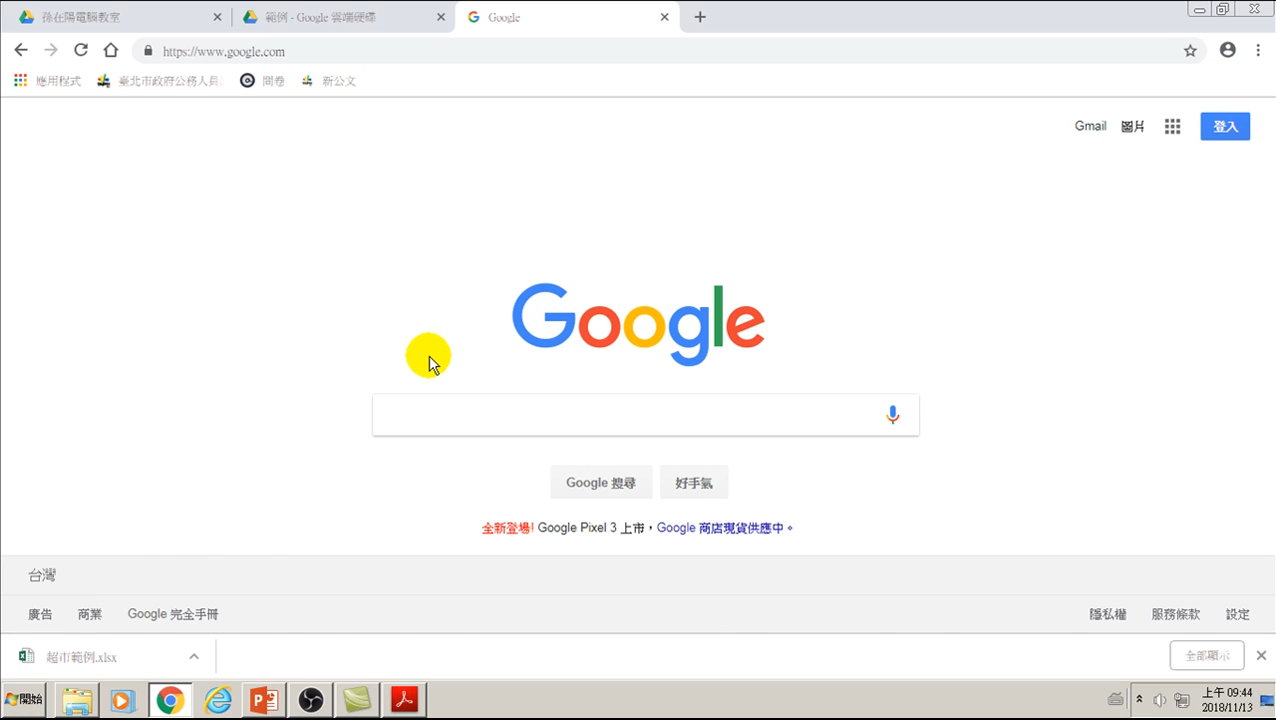 孫在陽電腦教室
範例 - Google 雲端硬碟
Google
https://www.google.com
應用程式
臺北市政府公務人員
問卷
新公文
Gmail
圖片
登入
Google
Google 搜尋
好手氣
全新登場! Google Pixel 3 上市，Google 商店現貨供應中。
台灣
廣告
商業
Google 完全手冊
隱私權
服務條款
設定
超市範例.xlsx
全部顯示
開始
上午 09:44
2018/11/13